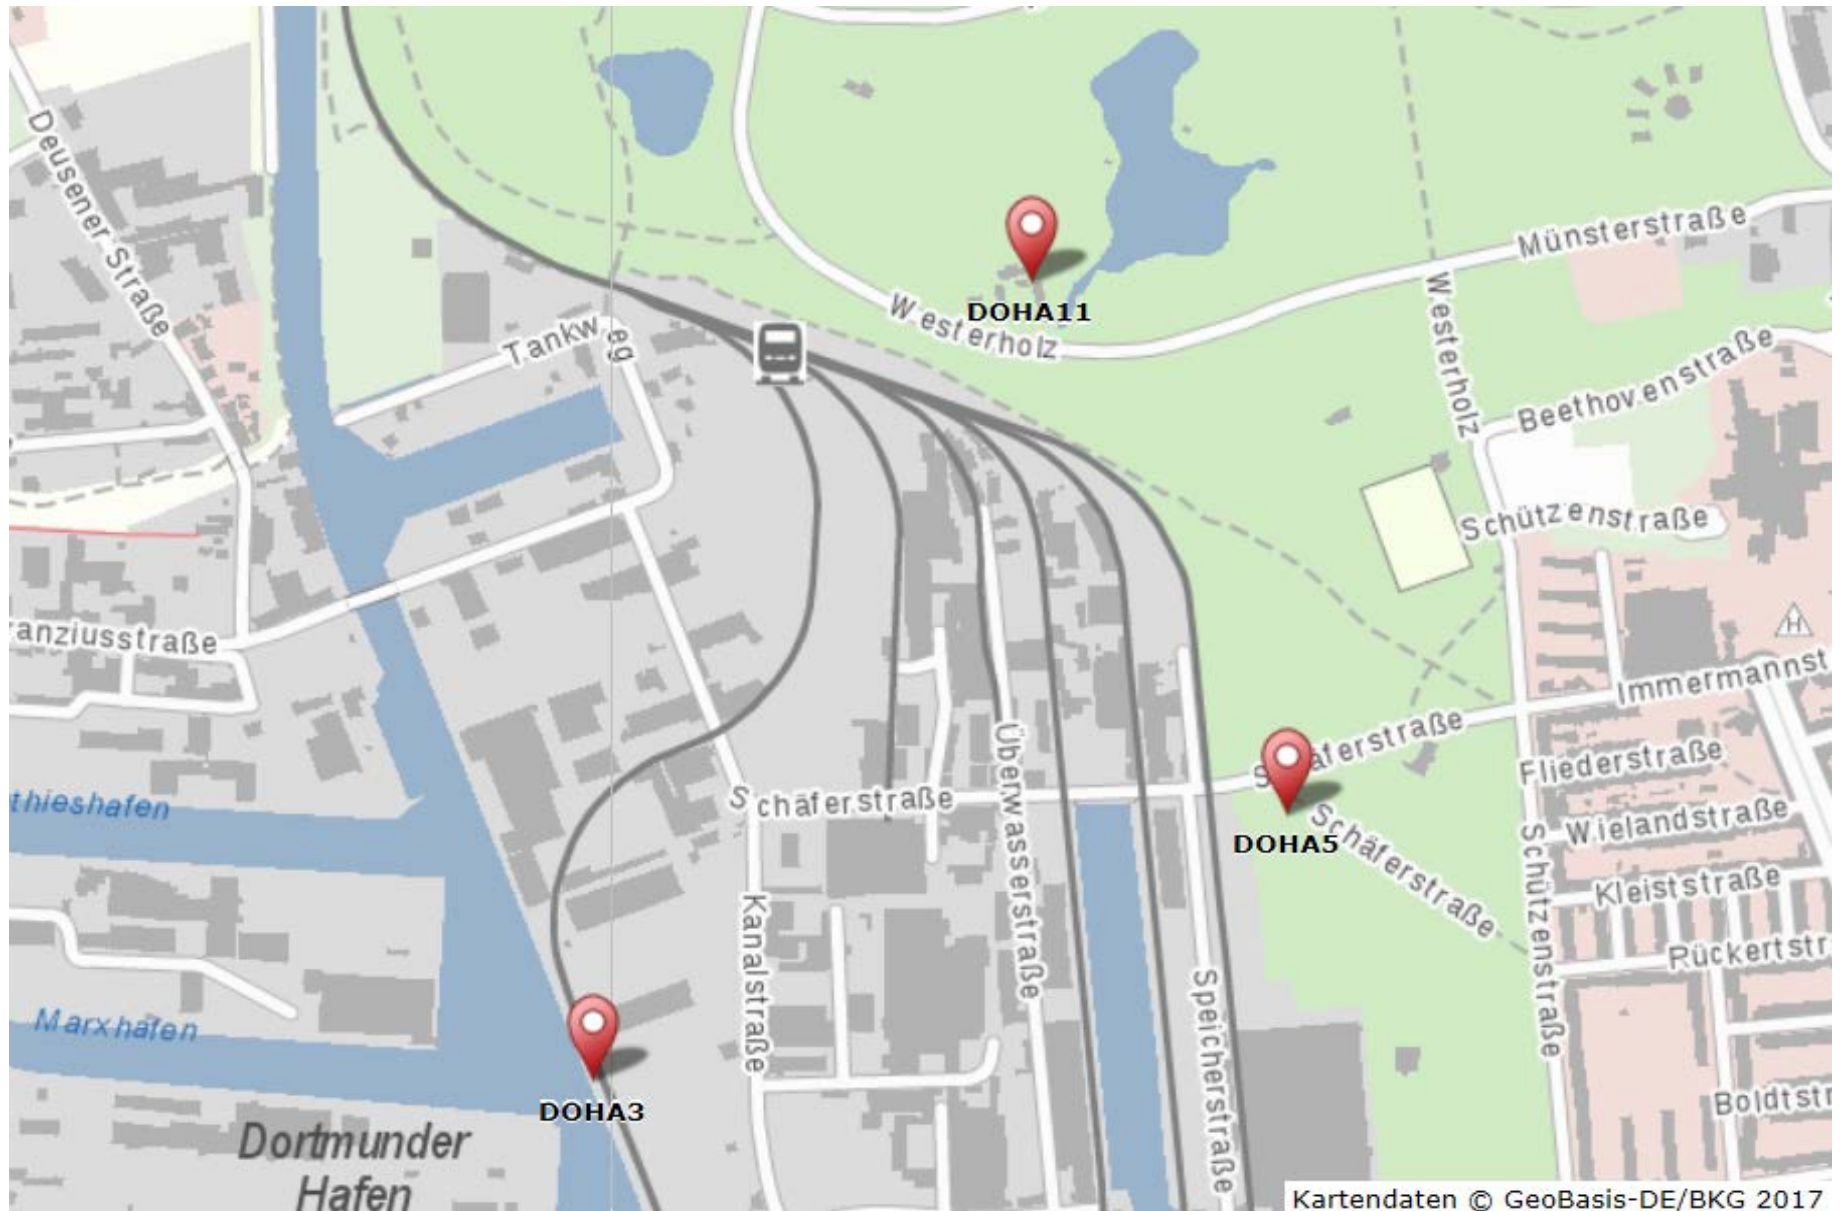 Deusener Straße
Münsterstraße
DOHA11
Westerholz
Westerholz
Tankweg
Beethovenstraße
Schützenstraße
H
ranziusstraße
Immermannst
Schäferstraße
Fliederstraße
Überwasserstraße
thieshafen
Schäferstraße
Wielandstraße
DOHA5
Schäferstraße
Schützenstraße
Kleiststraße
Kanalstraße
Rückertstr
Marxhafen
Speicherstraße
DOHA3
Boldtstr
Dortmunder
Hafen
Kartendaten © GeoBasis-DE/BKG 2017